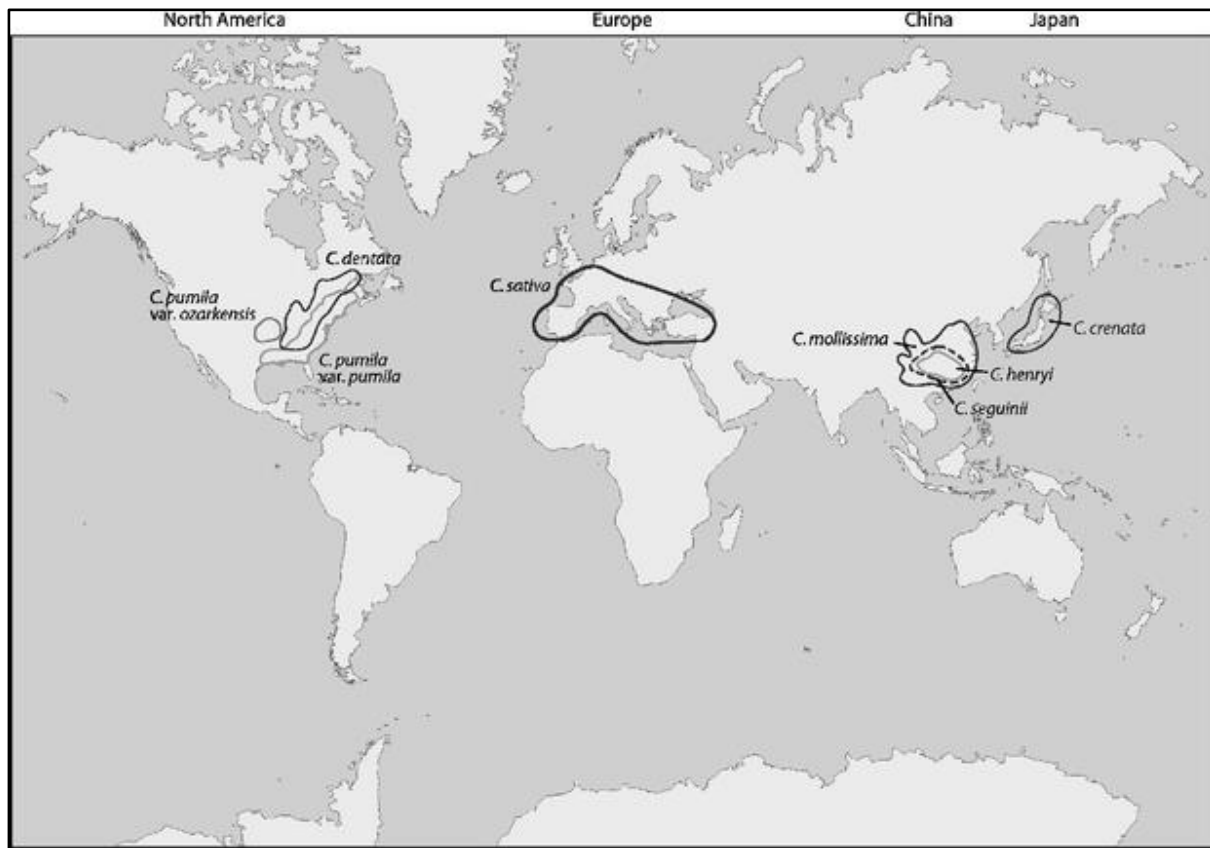 North America Europe China Japan
C. dentata
C. sativa
C. pumila
var. ozarkensis
C. crenata
C. mollissima
C. pumila
var. pumila
C. henryi
C. seguinii